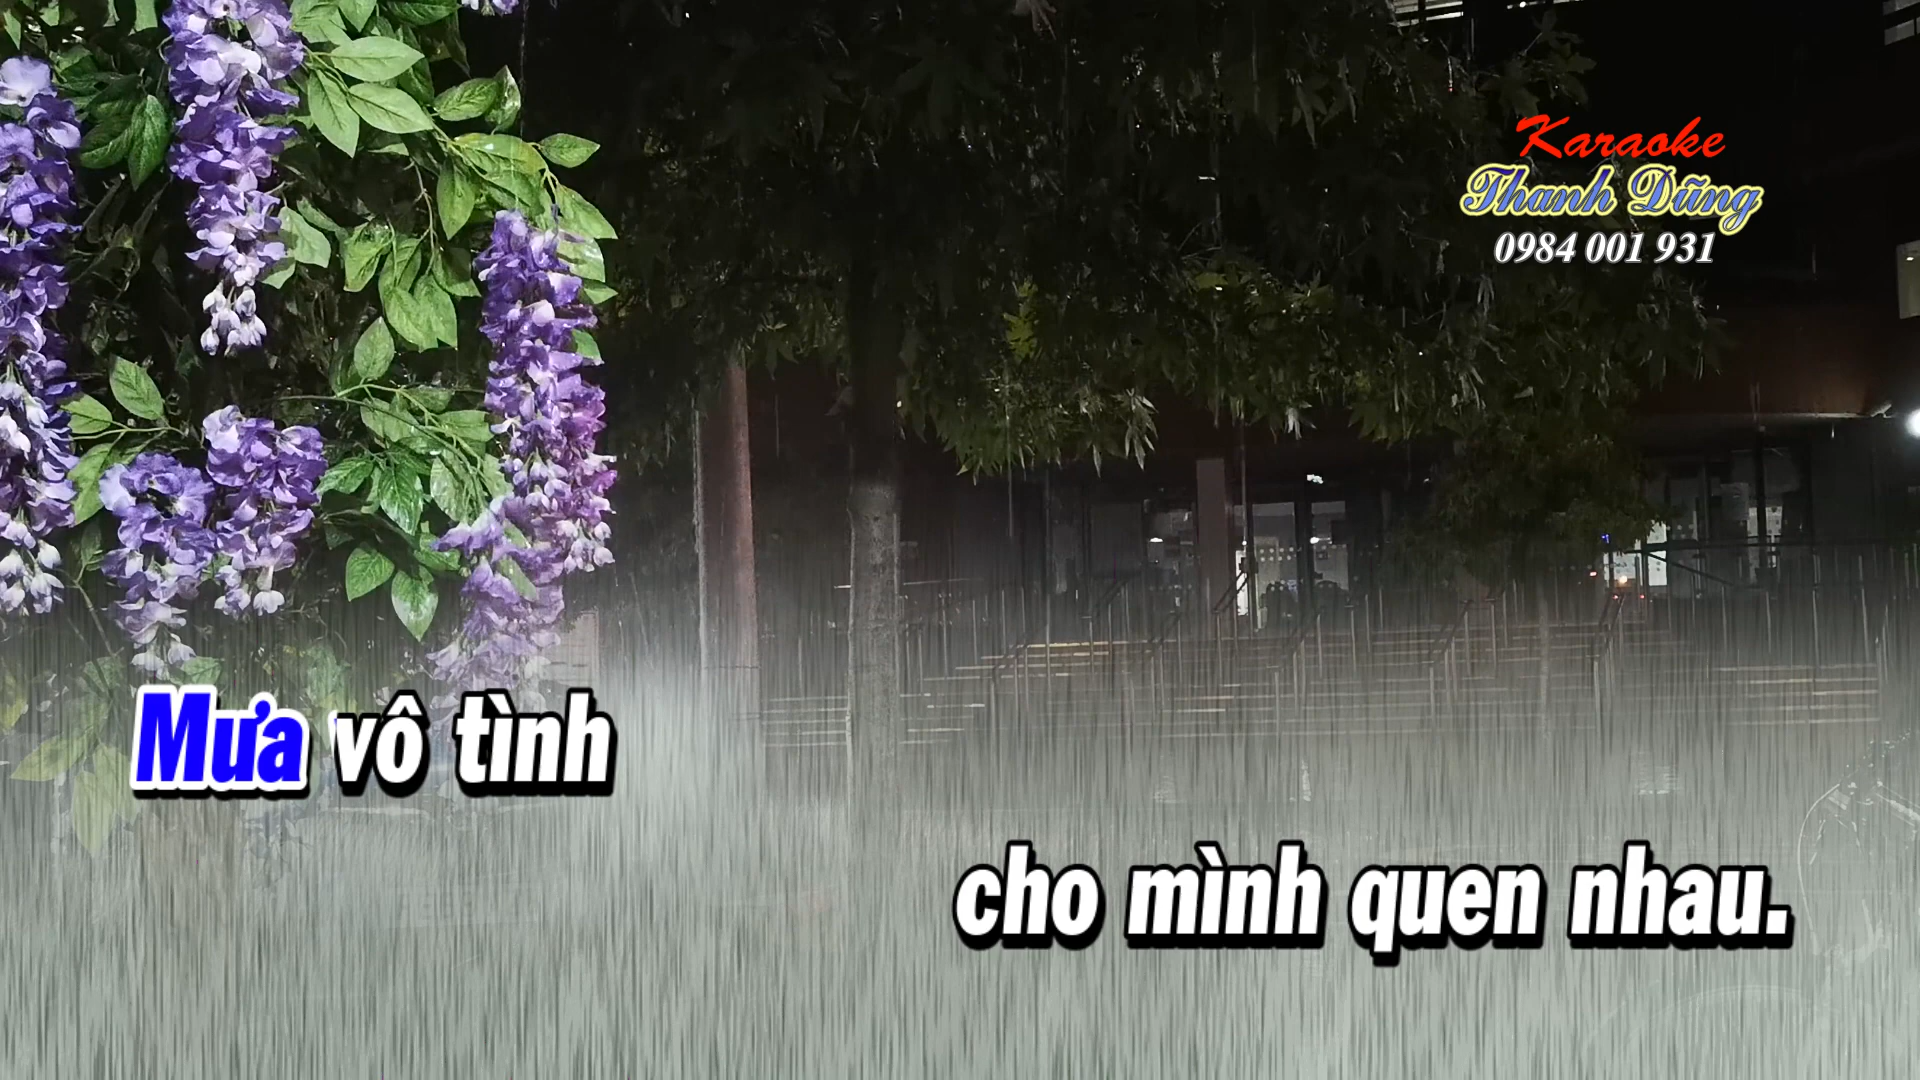 Karaoke
Thanh Dũng
0984 001 931
Mưa vô tình
cho mình quen nhau.